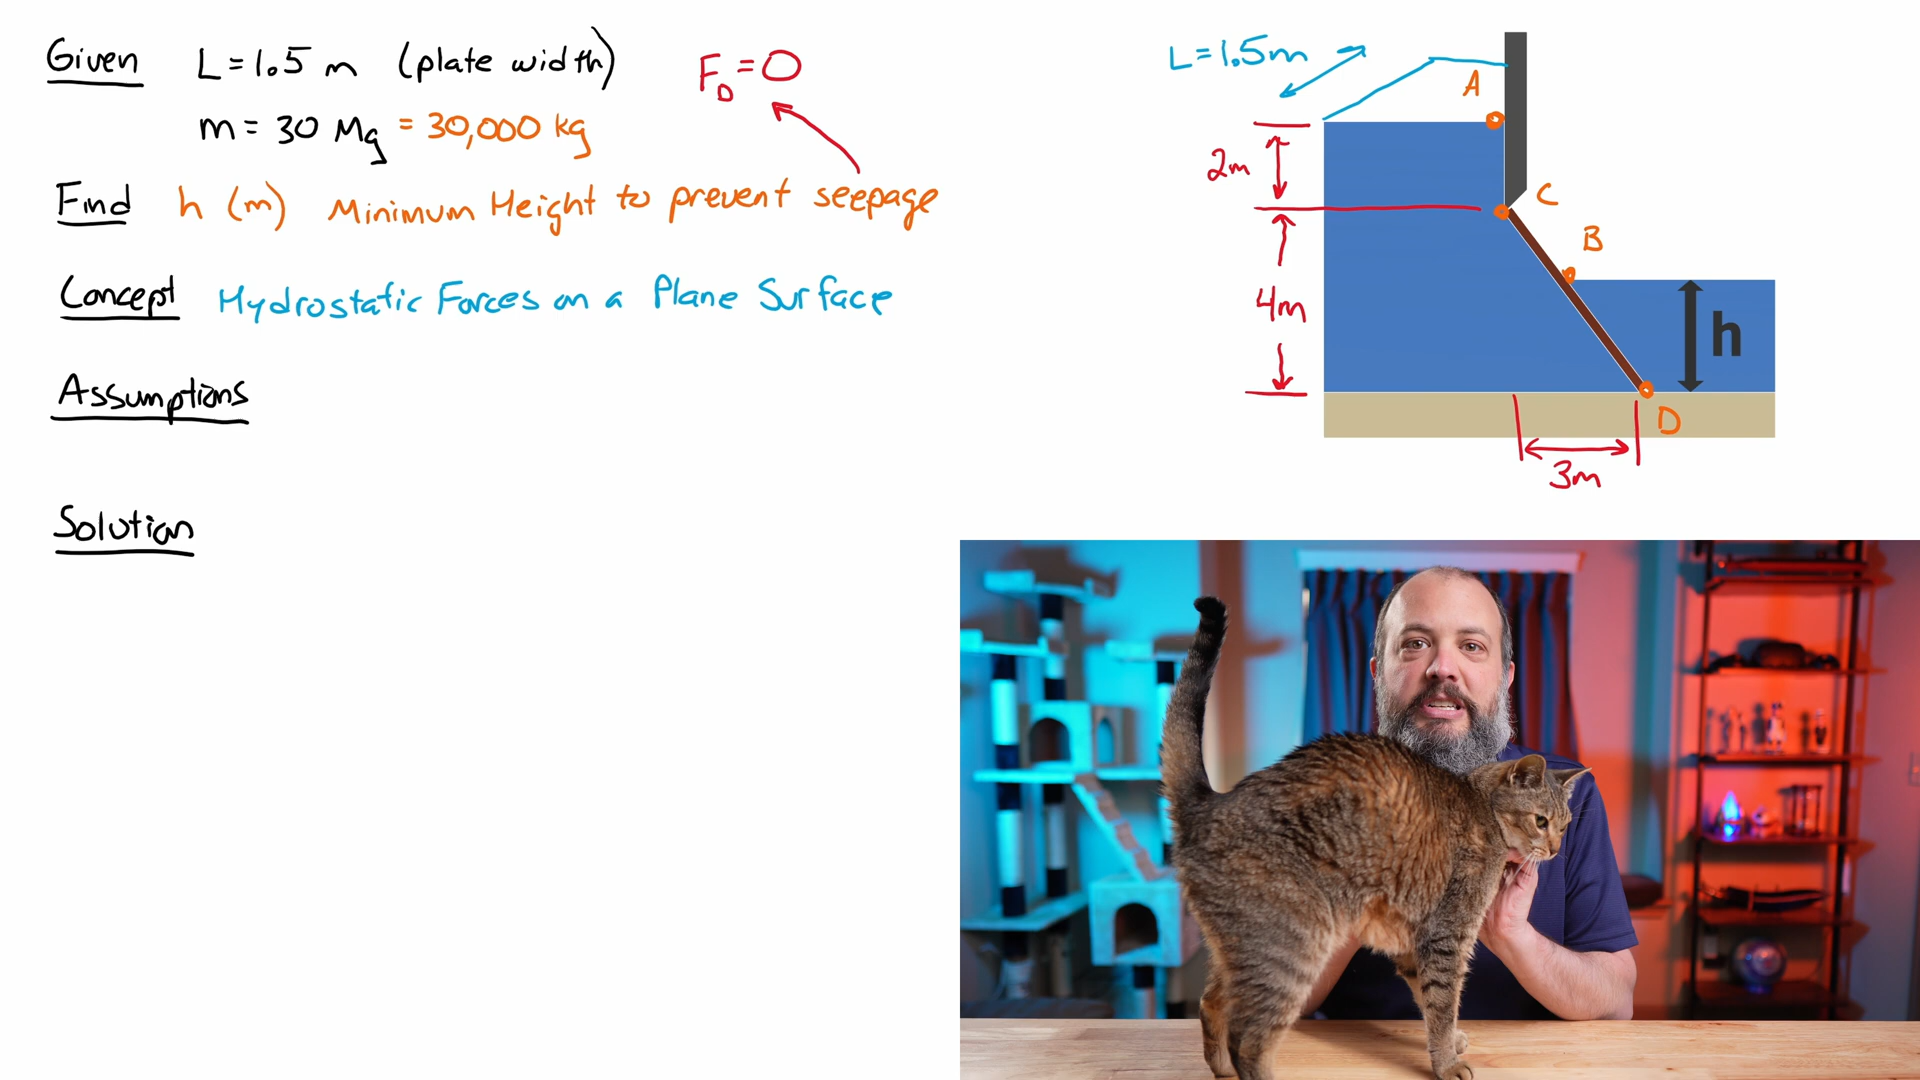 Given L = 1.5 m (plate width)
m = 30 Mg = 30,000 kg
F_D = 0
Find h (m) Minimum Height to prevent seepage
Concept Hydrostatic Forces on a Plane Surface
Assumptions
Solution
L = 1.5m
A
2m
C
B
4m
h
D
3m